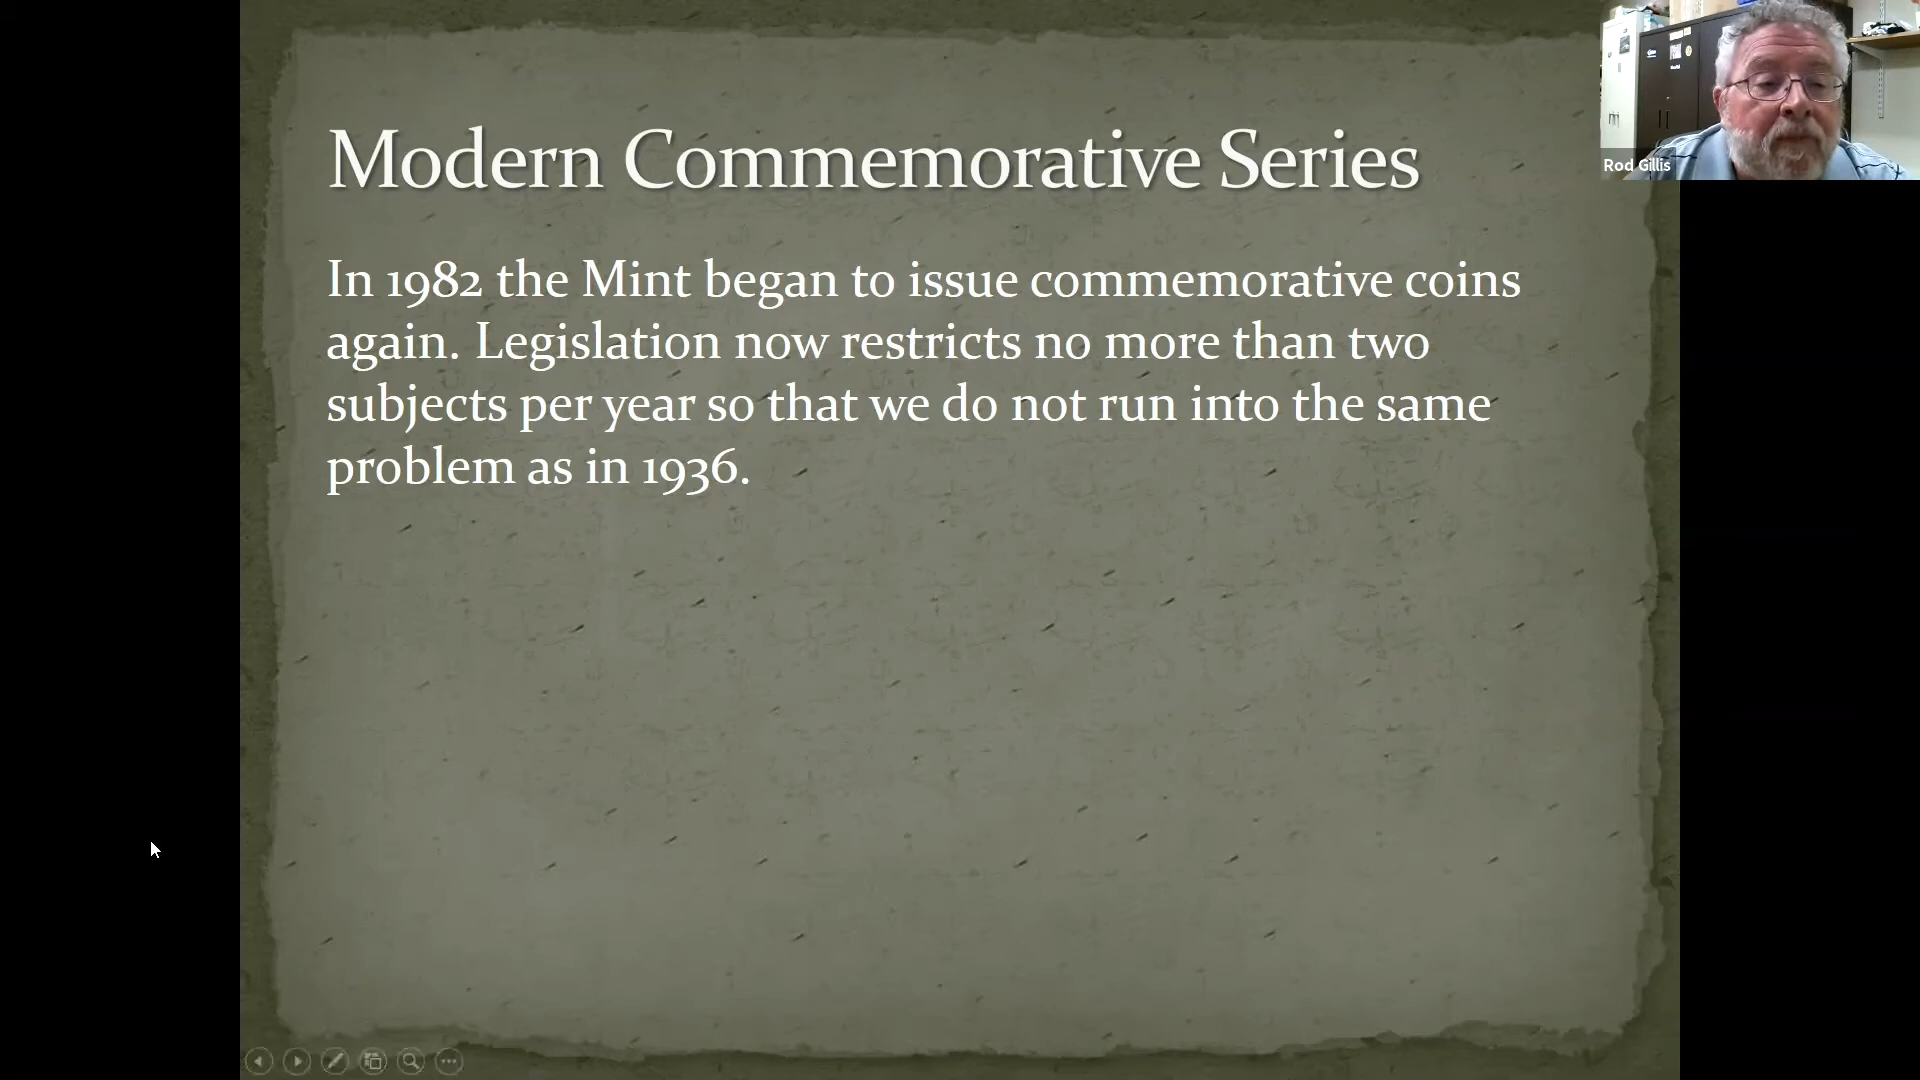 Modern Commemorative Series
In 1982 the Mint began to issue commemorative coins
again. Legislation now restricts no more than two
subjects per year so that we do not run into the same
problem as in 1936.
Rod Gillis